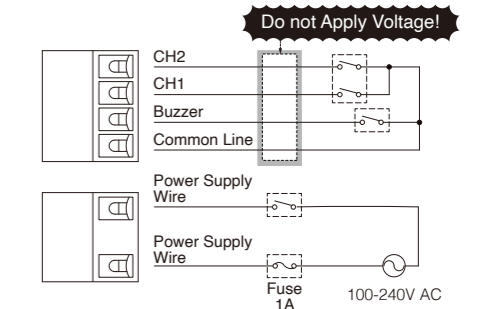 Do not Apply Voltage!
CH2
CH1
Buzzer
Common Line
Power Supply
Wire
Power Supply
Wire
Fuse
1A
100-240V AC